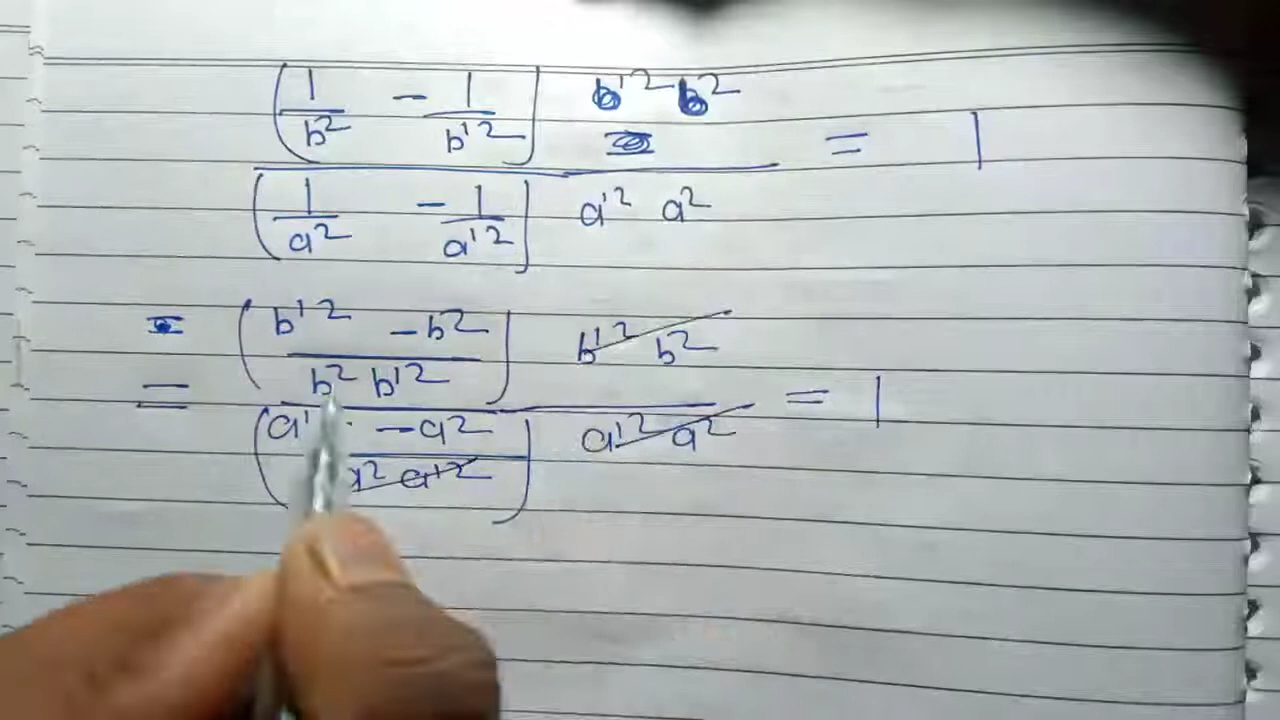 (1/b² - 1/b'²) b'² b² = 1
(1/a² - 1/a'²) a'² a²
(b'² - b²) b'² b²
= b² b'² = 1
(a' - a²) a'² a²
² a'²